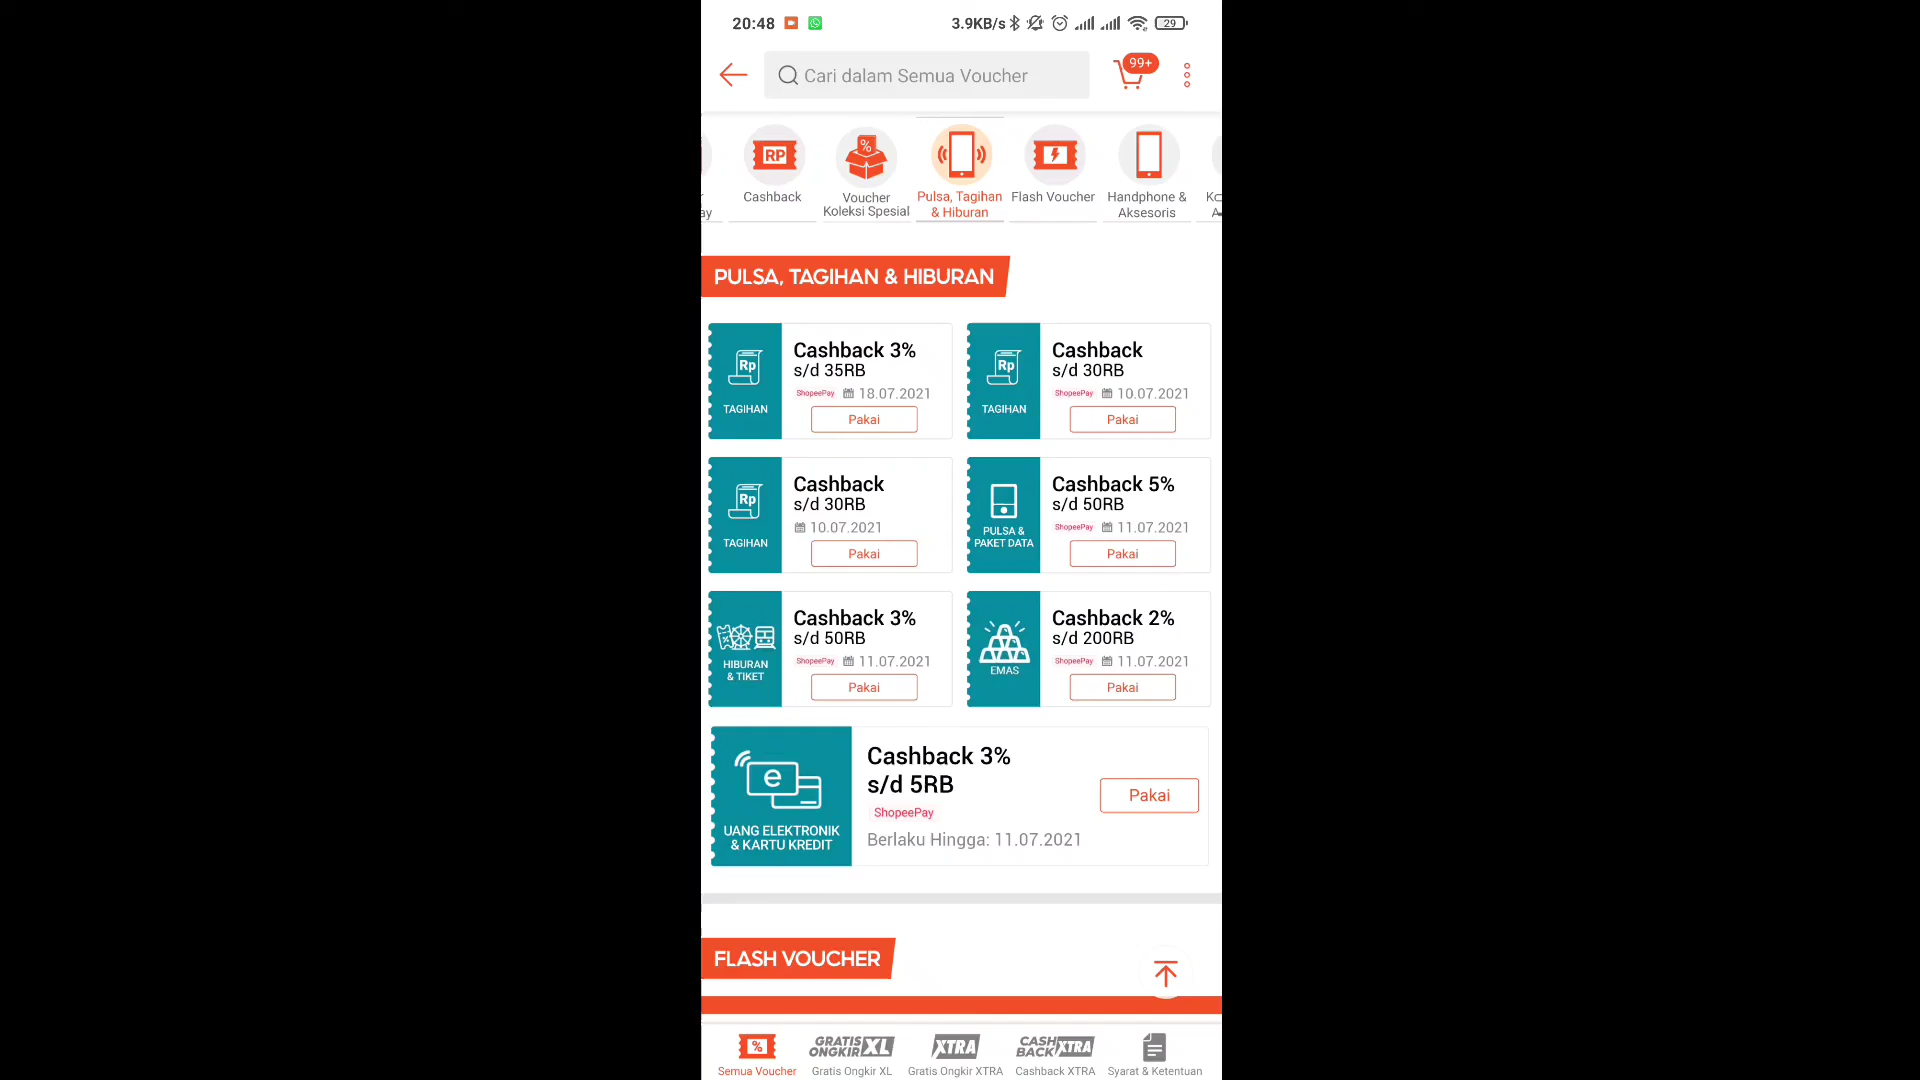 20:48
3.9KB/s
29
Cari dalam Semua Voucher
99+
ay
RP
Cashback
%
Voucher
Koleksi Spesial
Pulsa, Tagihan
& Hiburan
Flash Voucher
Handphone &
Aksesoris
PULSA, TAGIHAN & HIBURAN
Rp
TAGIHAN
Cashback 3%
s/d 35RB
ShopeePay
18.07.2021
Pakai
Rp
TAGIHAN
Cashback
s/d 30RB
ShopeePay
10.07.2021
Pakai
Rp
TAGIHAN
Cashback
s/d 30RB
10.07.2021
Pakai
PULSA &
PAKET DATA
Cashback 5%
s/d 50RB
ShopeePay
11.07.2021
Pakai
HIBURAN
& TIKET
Cashback 3%
s/d 50RB
ShopeePay
11.07.2021
Pakai
EMAS
Cashback 2%
s/d 200RB
ShopeePay
11.07.2021
Pakai
e
UANG ELEKTRONIK
& KARTU KREDIT
Cashback 3%
s/d 5RB
ShopeePay
Berlaku Hingga: 11.07.2021
Pakai
FLASH VOUCHER
%
Semua Voucher
GRATIS
ONGKIR XL
Gratis Ongkir XL
XTRA
Gratis Ongkir XTRA
CASH
BACK XTRA
Cashback XTRA
Syarat & Ketentuan